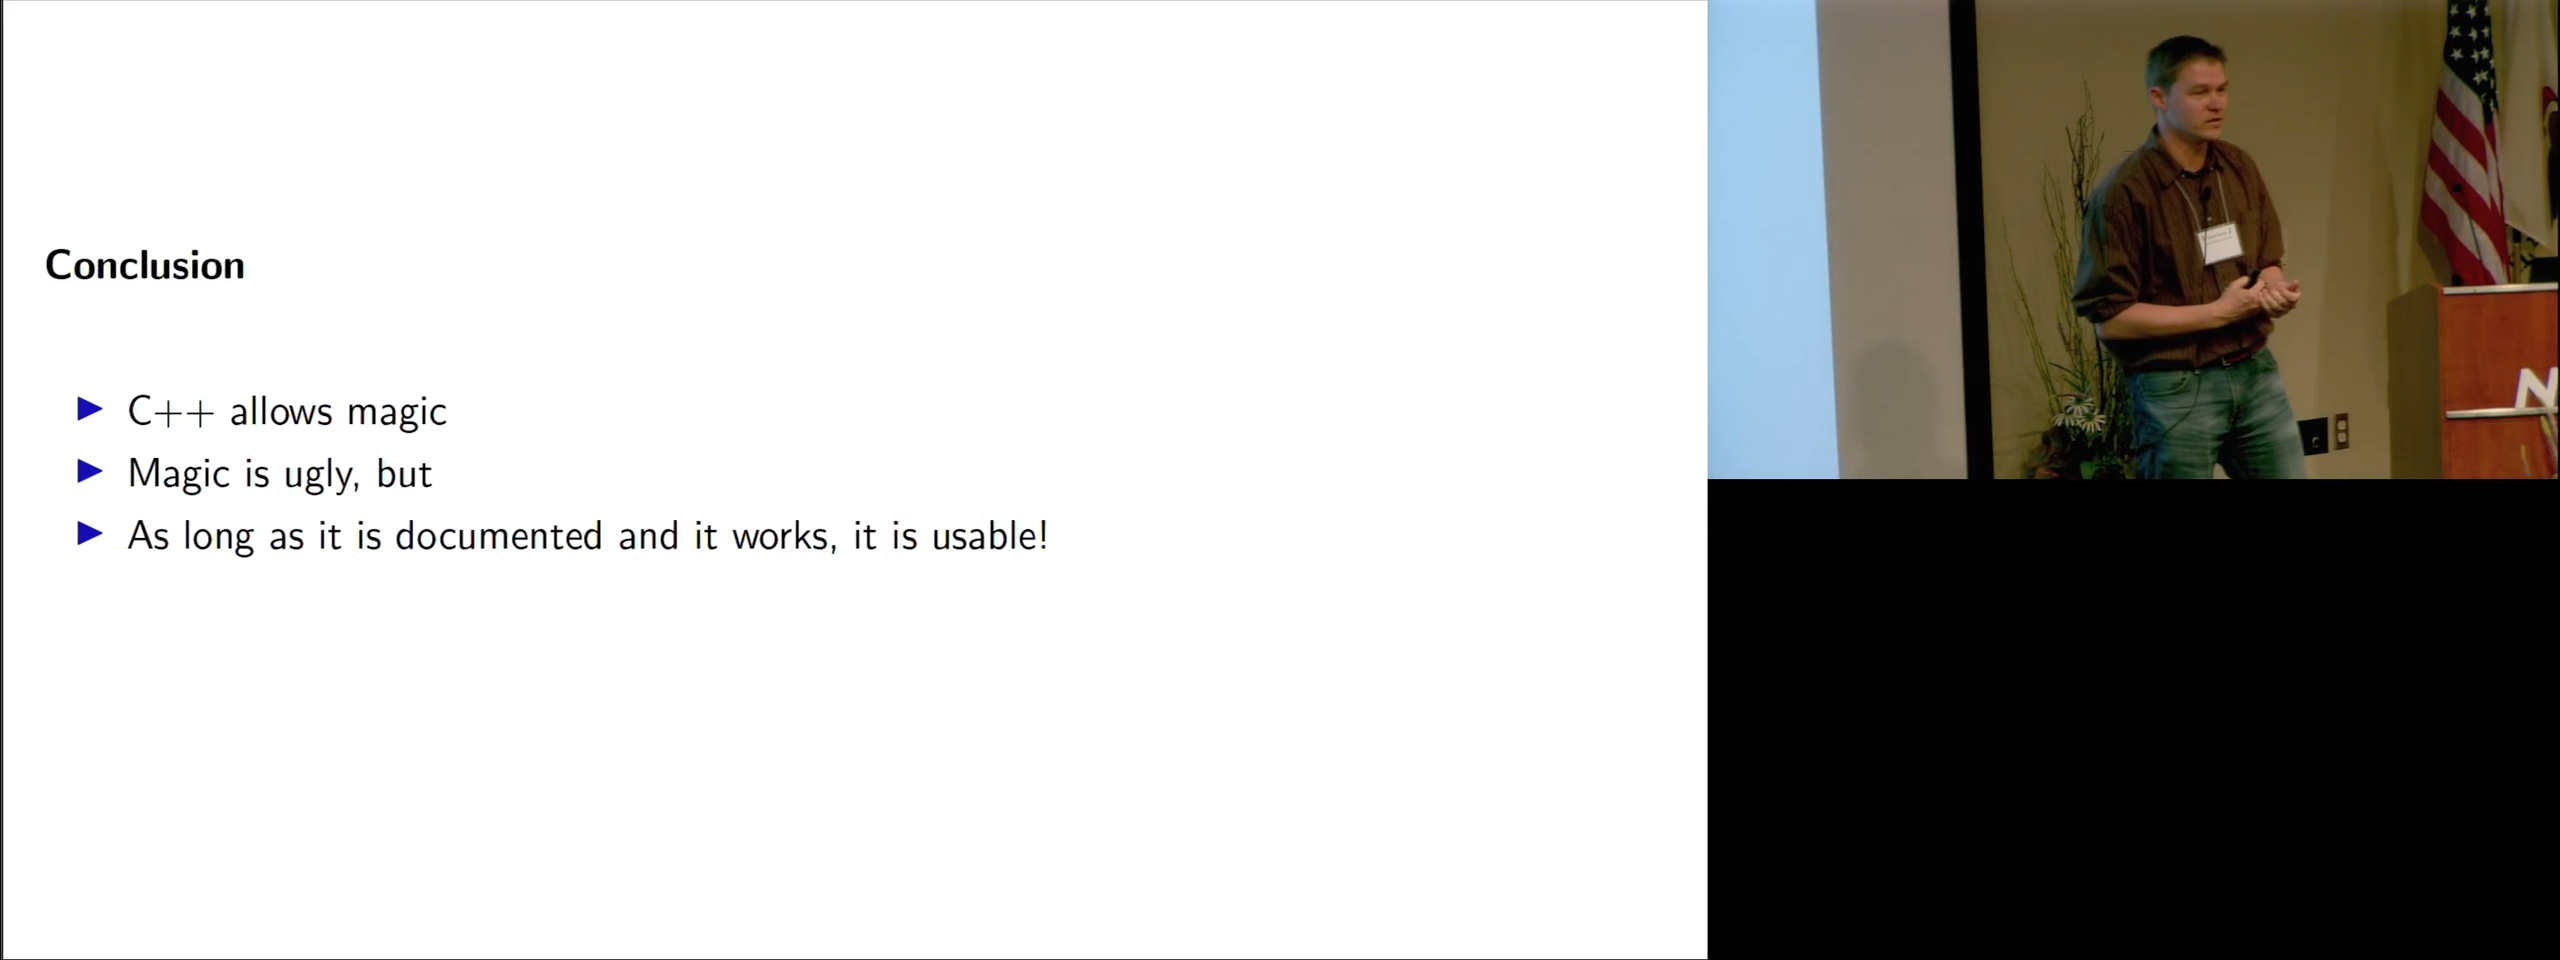 Conclusion
C++ allows magic
Magic is ugly, but
As long as it is documented and it works, it is usable!
N